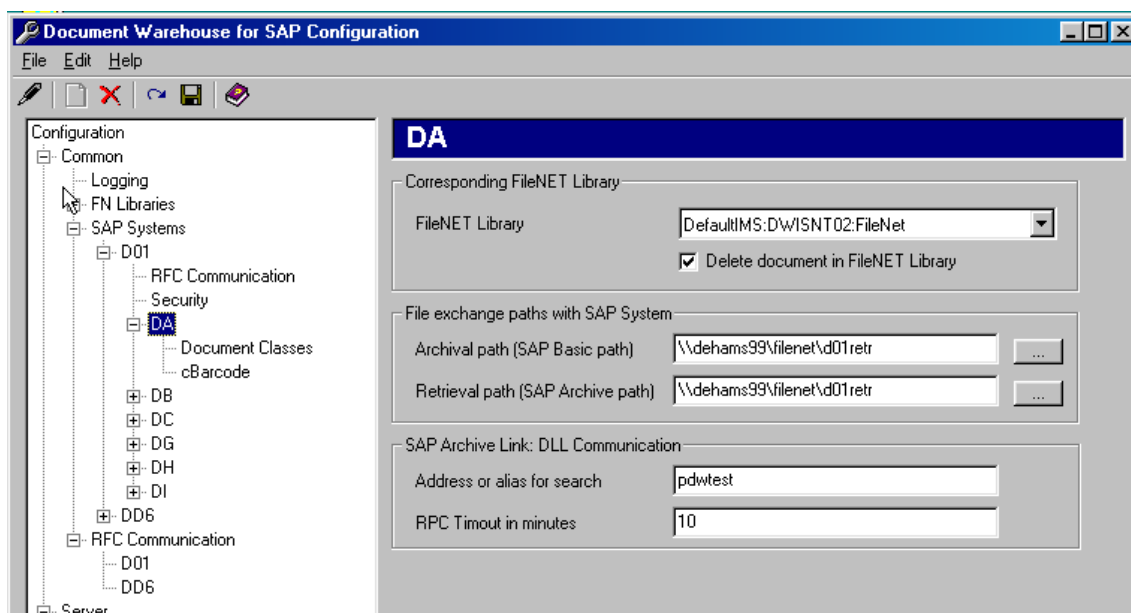 Document Warehouse for SAP Configuration
File Edit Help
Configuration
Common
Logging
FN Libraries
SAP Systems
D01
RFC Communication
Security
DA
Document Classes
cBarcode
DB
DC
DG
DH
DI
DD6
RFC Communication
D01
DD6
Server
DA
Corresponding FileNET Library
FileNET Library DefaultIMS:DWISNT02:FileNet
Delete document in FileNET Library
File exchange paths with SAP System
Archival path (SAP Basic path) \\dehams99\filenet\d01retr ...
Retrieval path (SAP Archive path) \\dehams99\filenet\d01retr ...
SAP Archive Link: DLL Communication
Address or alias for search pdwtest
RPC Timout in minutes 10